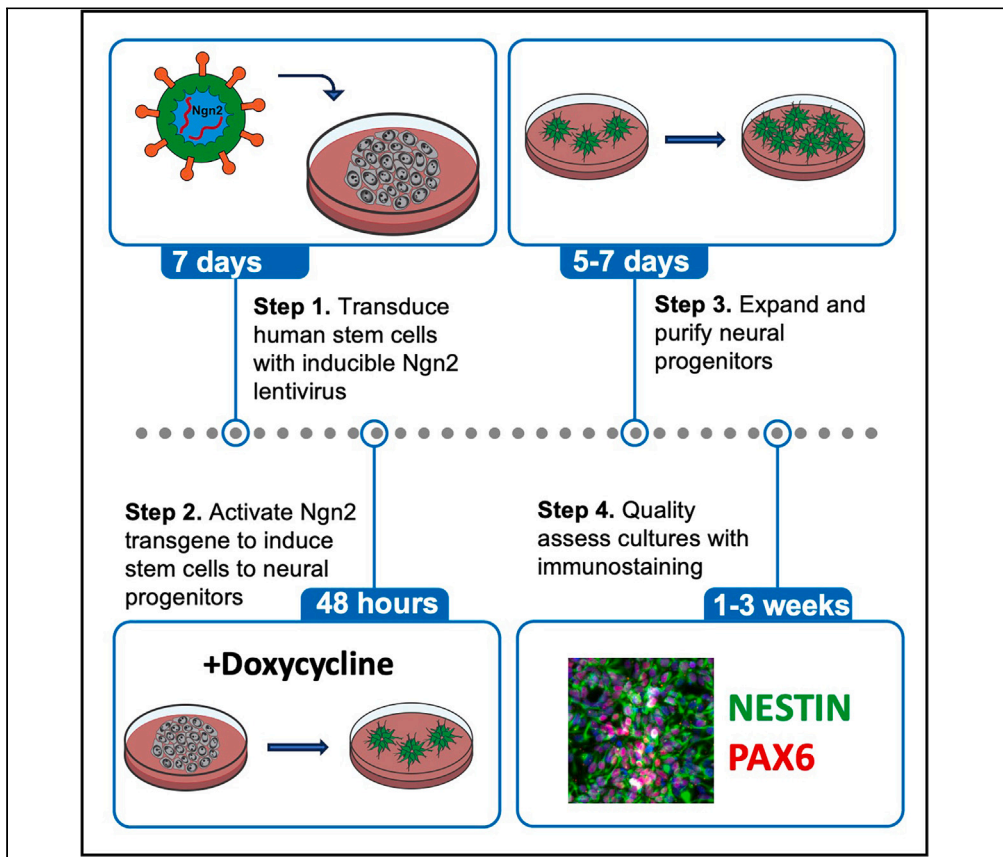 Ngn2
7 days
Step 1. Transduce
human stem cells
with inducible Ngn2
lentivirus
Step 2. Activate Ngn2
transgene to induce
stem cells to neural
progenitors
48 hours
+Doxycycline
5-7 days
Step 3. Expand and
purify neural
progenitors
Step 4. Quality
assess cultures with
immunostaining
1-3 weeks
NESTIN
PAX6